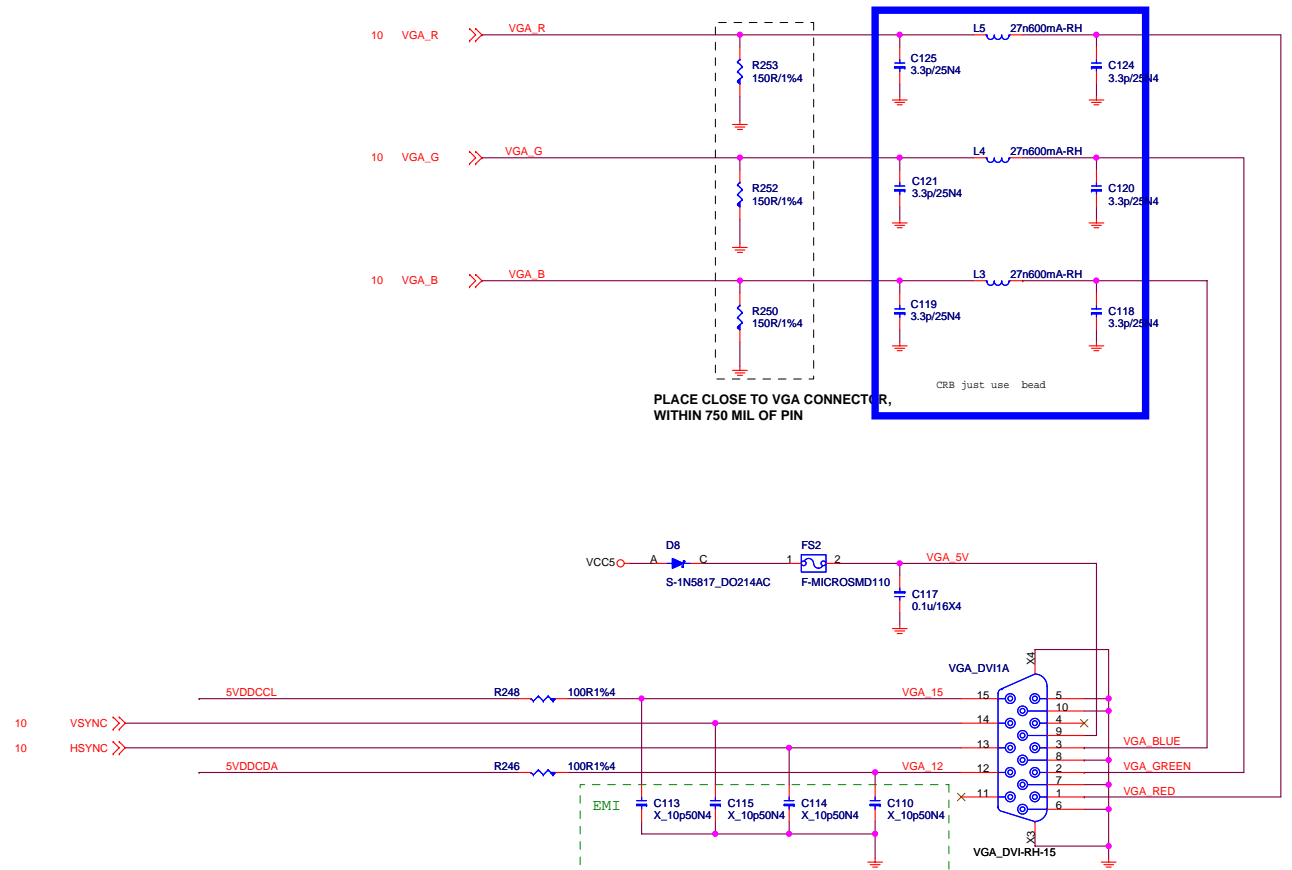 10 VGA_R VGA_R L5 27n600mA-RH
R253
150R/1%4
C125
3.3p/25N4
C124
3.3p/25N4
10 VGA_G VGA_G L4 27n600mA-RH
R252
150R/1%4
C121
3.3p/25N4
C120
3.3p/25N4
10 VGA_B VGA_B L3 27n600mA-RH
R250
150R/1%4
C119
3.3p/25N4
C118
3.3p/25N4
CRB just use bead
PLACE CLOSE TO VGA CONNECTOR,
WITHIN 750 MIL OF PIN
D8 FS2
VCC5 A C 1 2 VGA_5V
S-1N5817_DO214AC F-MICROSMD110
C117
0.1u/16X4
X4
VGA_DVI1A
5VDDCCL R248 100R1%4 VGA_15 15 5
10
10 VSYNC 14 4
9
10 HSYNC 13 3 VGA_BLUE
8
5VDDCDA R246 100R1%4 VGA_12 12 2 VGA_GREEN
7
11 1 VGA_RED
6
EMI
C113
X_10p50N4
C115
X_10p50N4
C114
X_10p50N4
C110
X_10p50N4
X3
VGA_DVI-RH-15